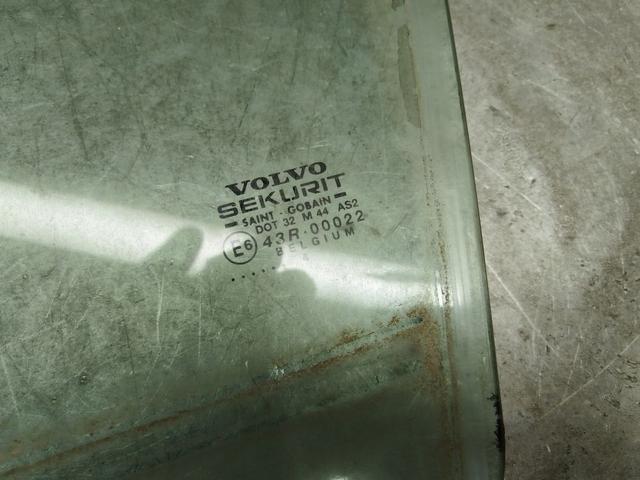 VOLVO
SEKURIT
SAINT-GOBAIN
DOT 32 M 44 AS2
E6 43R-00022
BELGIUM